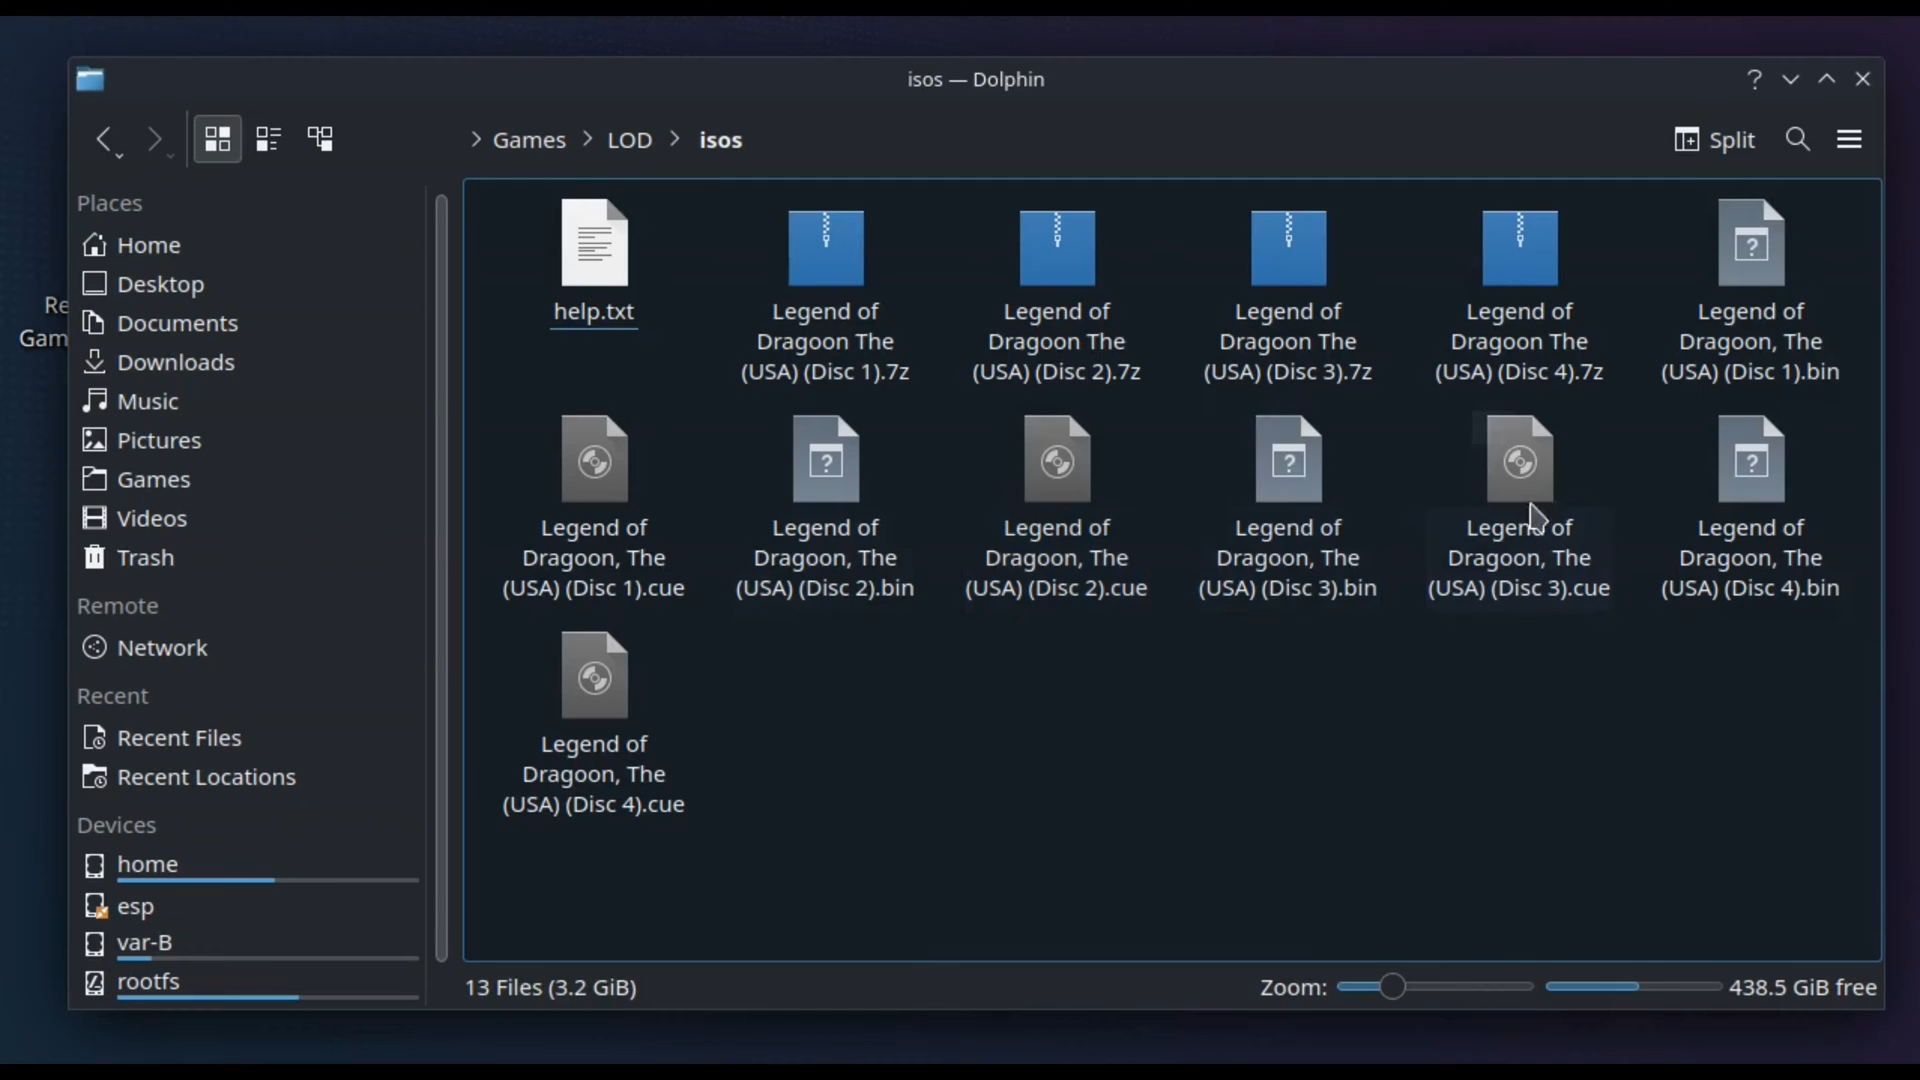 isos — Dolphin
Games
LOD
isos
Split
Places
Home
Desktop
Documents
Downloads
Music
Pictures
Games
Videos
Trash
Remote
Network
Recent
Recent Files
Recent Locations
Devices
home
esp
var-B
rootfs
Re
Gam
help.txt
Legend of
Dragoon The
(USA) (Disc 1).7z
Legend of
Dragoon The
(USA) (Disc 2).7z
Legend of
Dragoon The
(USA) (Disc 3).7z
Legend of
Dragoon The
(USA) (Disc 4).7z
Legend of
Dragoon, The
(USA) (Disc 1).bin
Legend of
Dragoon, The
(USA) (Disc 1).cue
Legend of
Dragoon, The
(USA) (Disc 2).bin
Legend of
Dragoon, The
(USA) (Disc 2).cue
Legend of
Dragoon, The
(USA) (Disc 3).bin
Legend of
Dragoon, The
(USA) (Disc 3).cue
Legend of
Dragoon, The
(USA) (Disc 4).bin
Legend of
Dragoon, The
(USA) (Disc 4).cue
13 Files (3.2 GiB)
Zoom:
438.5 GiB free